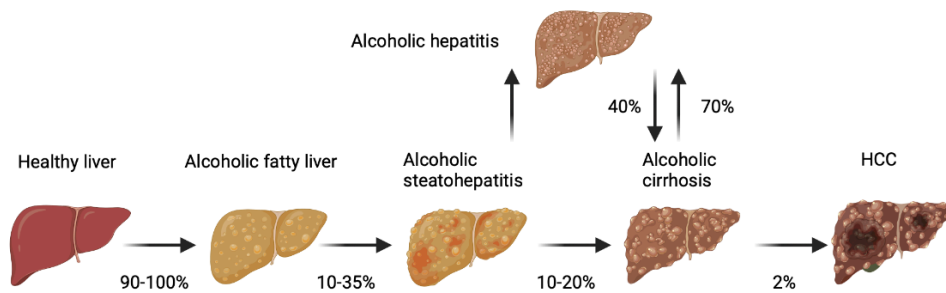 Alcoholic hepatitis
40%
70%
Healthy liver
Alcoholic fatty liver
Alcoholic
steatohepatitis
Alcoholic
cirrhosis
HCC
90-100%
10-35%
10-20%
2%